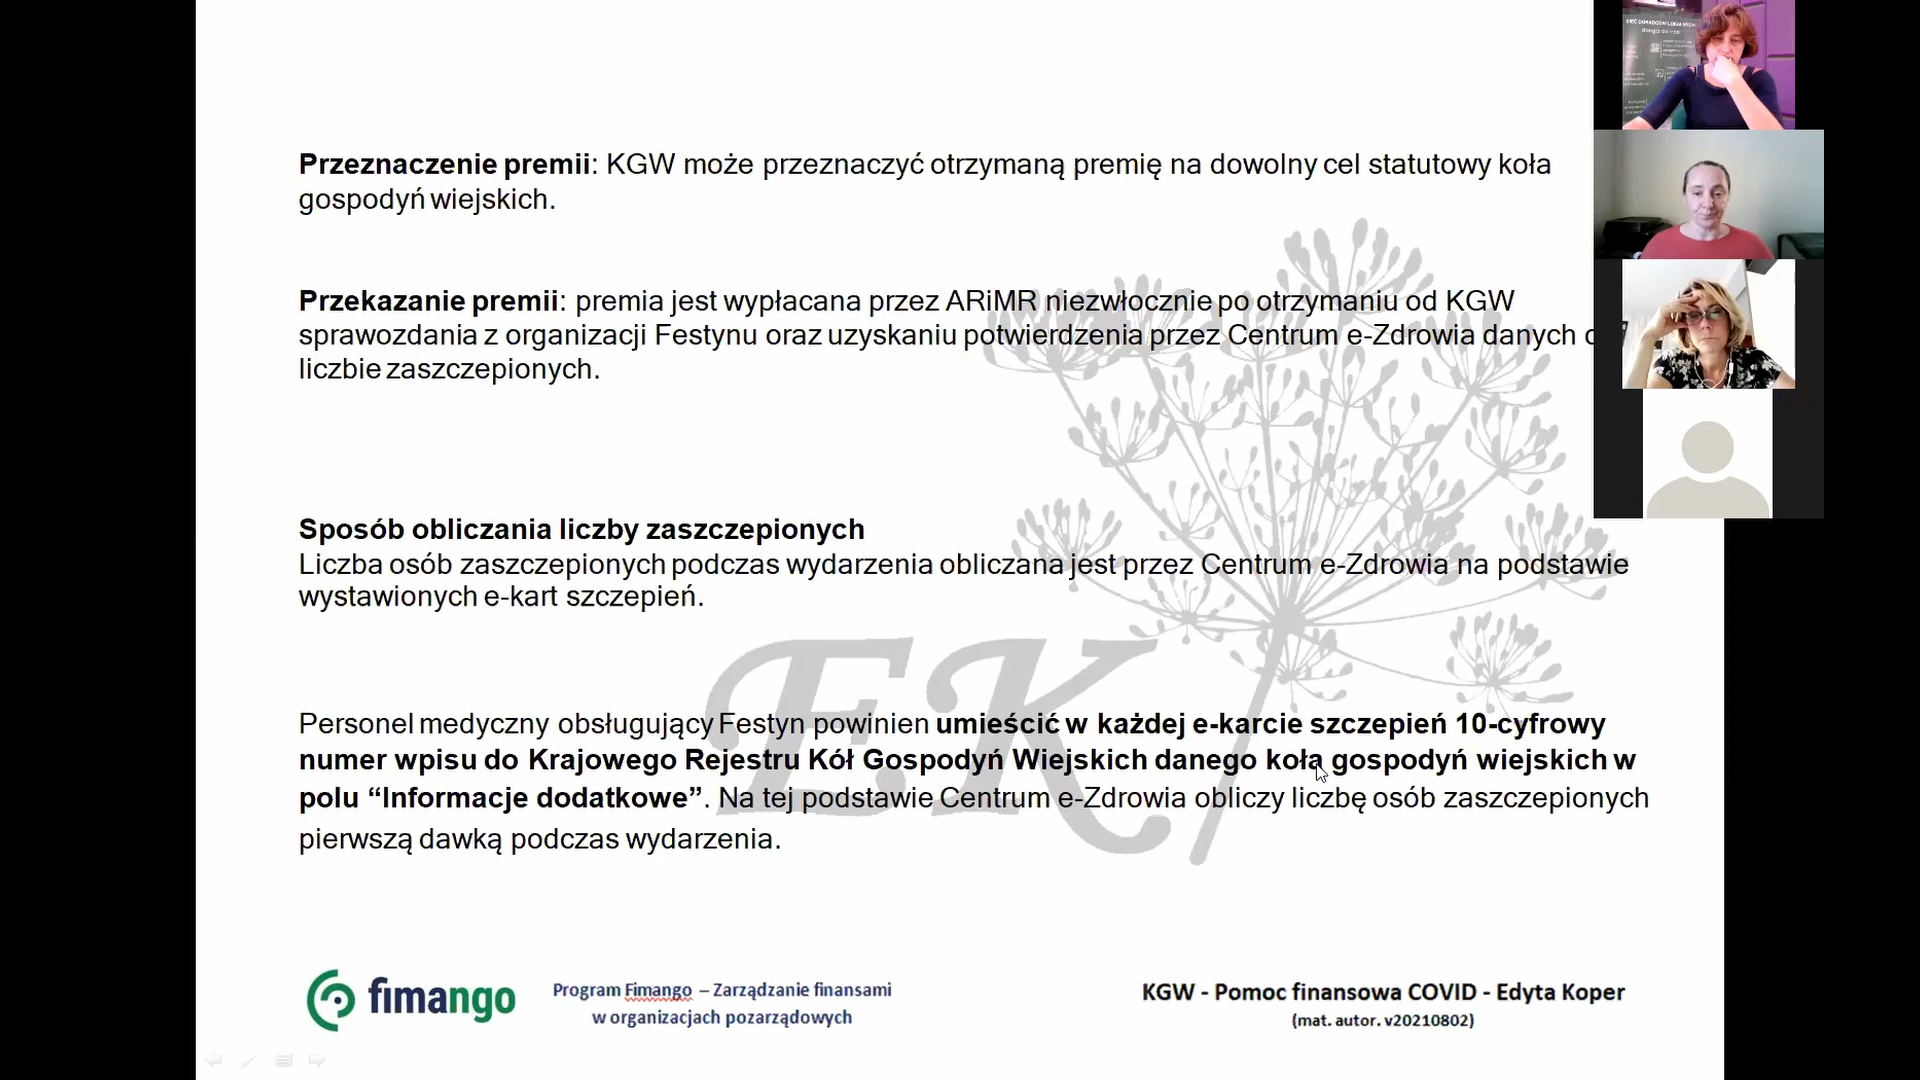 Przeznaczenie premii: KGW może przeznaczyć otrzymaną premię na dowolny cel statutowy koła
gospodyń wiejskich.
Przekazanie premii: premia jest wypłacana przez ARiMR niezwłocznie po otrzymaniu od KGW
sprawozdania z organizacji Festynu oraz uzyskaniu potwierdzenia przez Centrum e-Zdrowia danych
liczbie zaszczepionych.
Sposób obliczania liczby zaszczepionych
Liczba osób zaszczepionych podczas wydarzenia obliczana jest przez Centrum e-Zdrowia na podstawie
wystawionych e-kart szczepień.
EK
Personel medyczny obsługujący Festyn powinien umieścić w każdej e-karcie szczepień 10-cyfrowy
numer wpisu do Krajowego Rejestru Kół Gospodyń Wiejskich danego koła gospodyń wiejskich w
polu “Informacje dodatkowe”. Na tej podstawie Centrum e-Zdrowia obliczy liczbę osób zaszczepionych
pierwszą dawką podczas wydarzenia.
fimango
Program Fimango – Zarządzanie finansami
w organizacjach pozarządowych
KGW - Pomoc finansowa COVID - Edyta Koper
(mat. autor. v20210802)